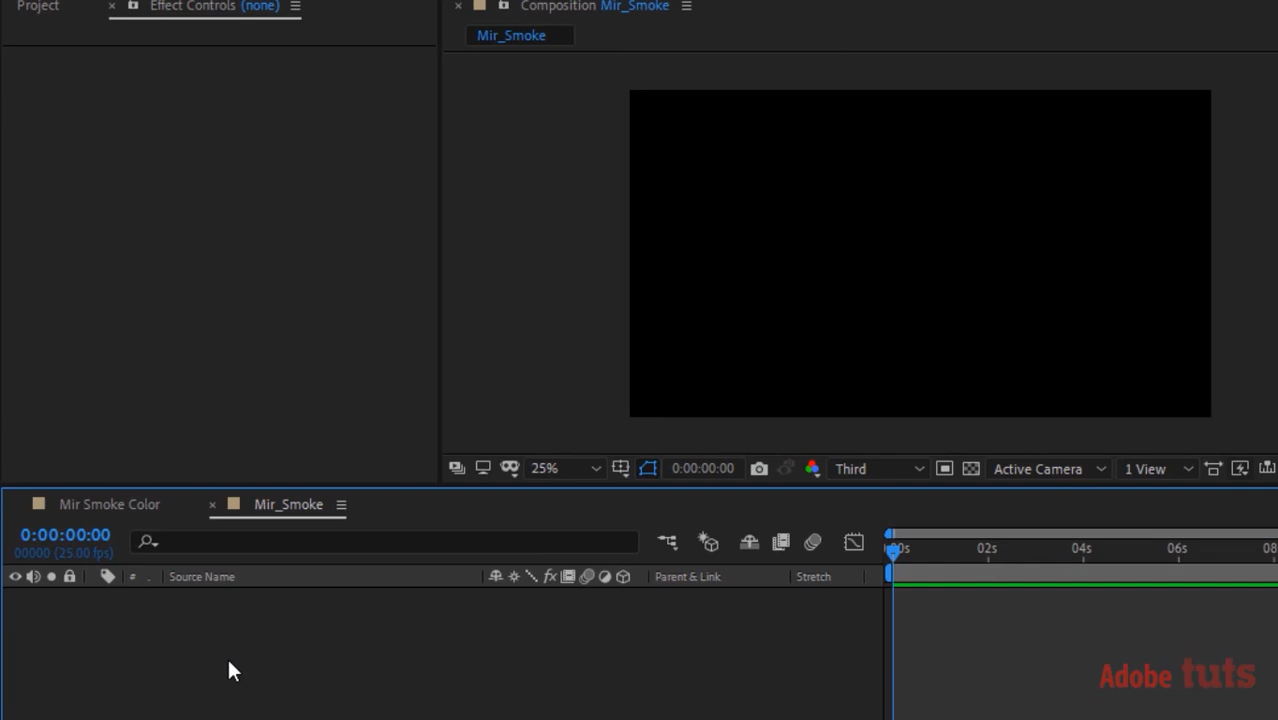 Project
× Effect Controls (none)
× Composition Mir_Smoke
Mir_Smoke
25%
0:00:00:00
Third
Active Camera
1 View
Mir Smoke Color
× Mir_Smoke
0:00:00:00
00000 (25.00 fps)
# . Source Name
fx
Parent & Link
Stretch
00s 02s 04s 06s 08
Adobe tuts